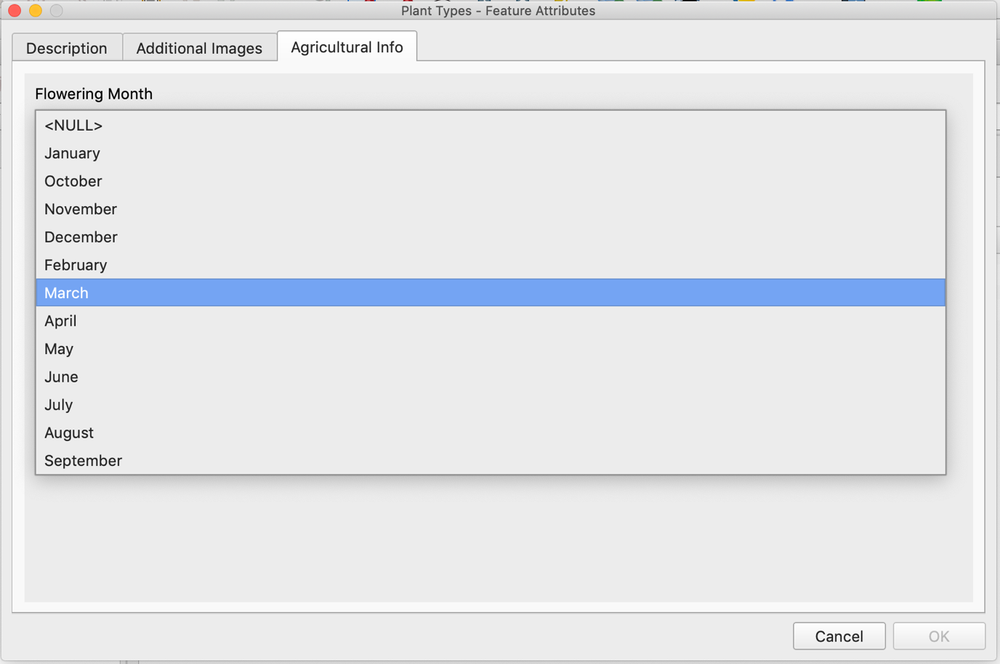 Plant Types - Feature Attributes
Description Additional Images Agricultural Info
Flowering Month
<NULL>
January
October
November
December
February
March
April
May
June
July
August
September
Cancel OK